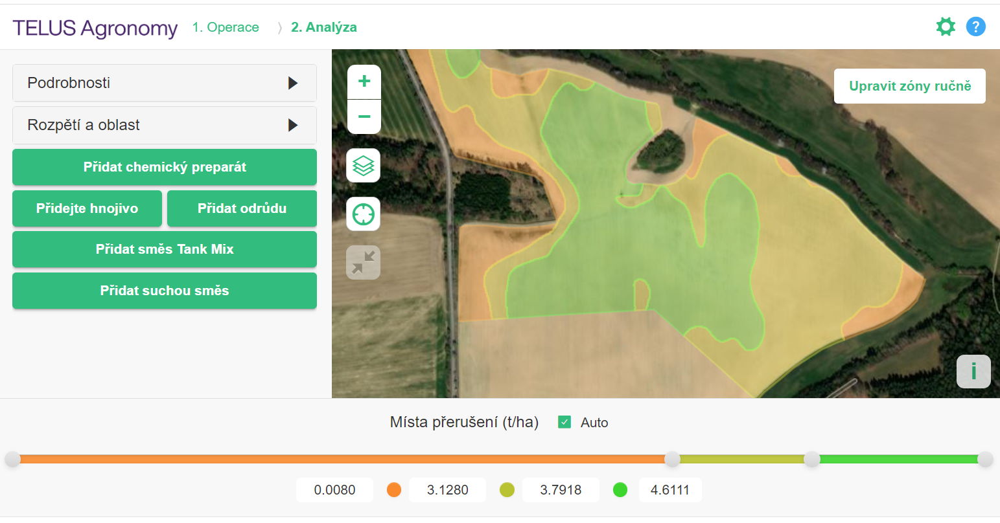 TELUS Agronomy
1. Operace
2. Analýza
?
Podrobnosti
Rozpětí a oblast
Přidat chemický preparát
Přidejte hnojivo
Přidat odrůdu
Přidat směs Tank Mix
Přidat suchou směs
+
−
Upravit zóny ručně
i
Místa přerušení (t/ha)
Auto
0.0080
3.1280
3.7918
4.6111